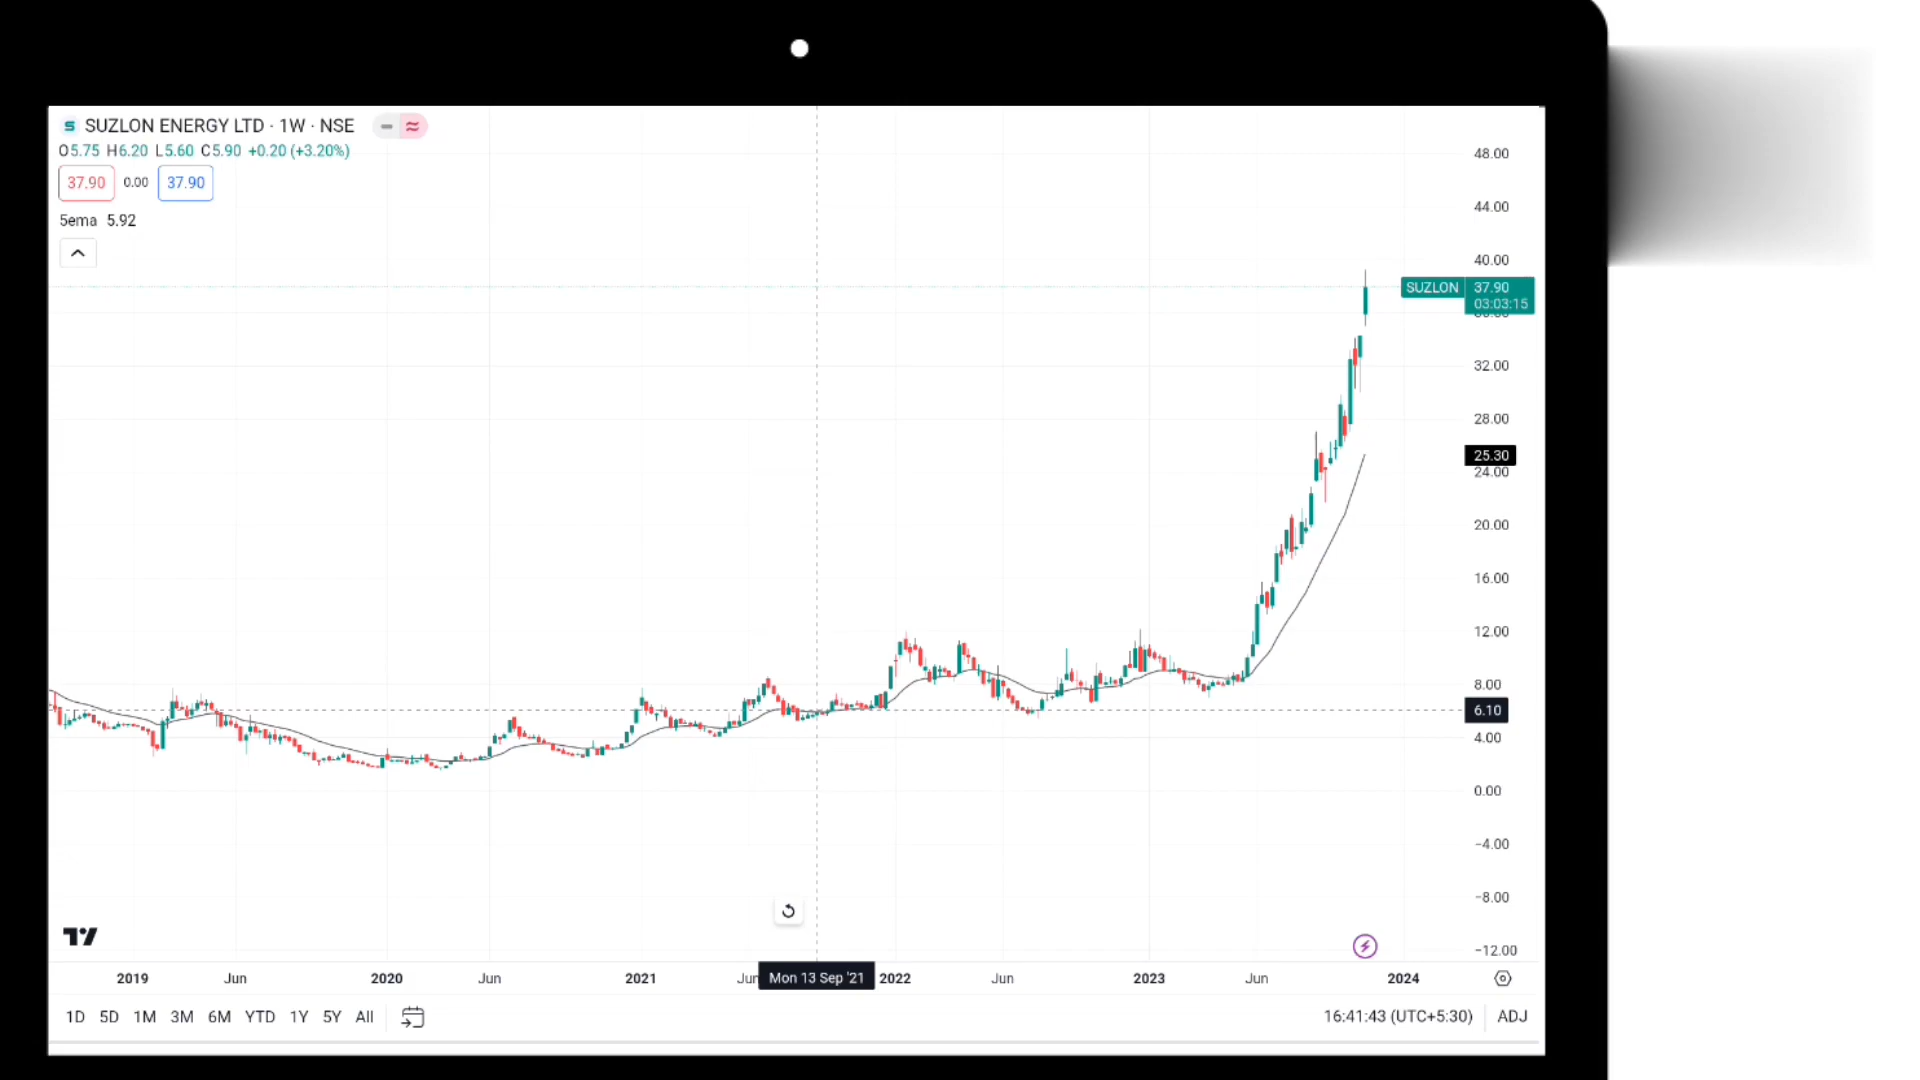 SUZLON ENERGY LTD · 1W · NSE
O5.75 H6.20 L5.60 C5.90 +0.20 (+3.20%)
37.90 0.00 37.90
5ema 5.92
48.00
44.00
40.00
SUZLON 37.90
03:03:15
36.00
32.00
28.00
25.30
24.00
20.00
16.00
12.00
8.00
6.10
4.00
0.00
−4.00
−8.00
−12.00
2019 Jun 2020 Jun 2021 Jun Mon 13 Sep '21 2022 Jun 2023 Jun 2024
1D 5D 1M 3M 6M YTD 1Y 5Y All 16:41:43 (UTC+5:30) ADJ